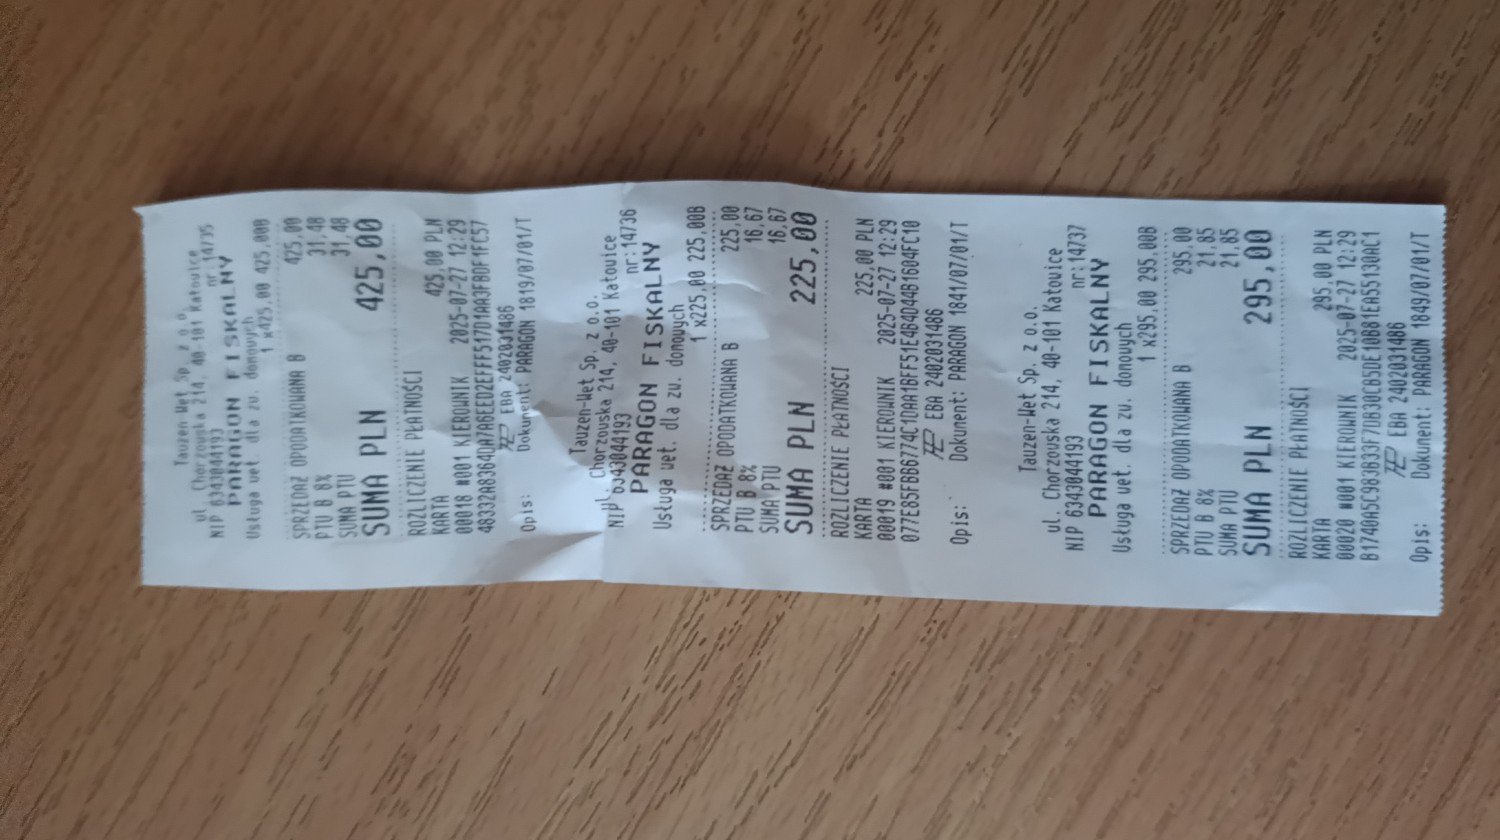 Tauzen-Wet Sp. z o.o.
ul. Chorzowska 214, 40-101 Katowice
NIP 6343044193 nr:14735
PARAGON FISKALNY
Usługa wet. dla zw. domowych
1 x425,00 425,00B
SPRZEDAŻ OPODATKOWANA B 425,00
PTU B 8% 31,48
SUMA PTU 31,48
SUMA PLN 425,00
ROZLICZENIE PŁATNOŚCI
KARTA 425,00 PLN
00018 #001 KIEROWNIK 2025-07-27 12:29
EBA 2402031486
Opis: Dokument: PARAGON 1819/07/01/T
Tauzen-Wet Sp. z o.o.
ul. Chorzowska 214, 40-101 Katowice
NIP 6343044193 nr:14736
PARAGON FISKALNY
Usługa wet. dla zw. domowych
1 x225,00 225,00B
SPRZEDAŻ OPODATKOWANA B 225,00
PTU B 8% 16,67
SUMA PTU 16,67
SUMA PLN 225,00
ROZLICZENIE PŁATNOŚCI
KARTA 225,00 PLN
00019 #001 KIEROWNIK 2025-07-27 12:29
077E85FBB6774C1DAA1BFF51E464D44B1604EC10
EBA 2402031486
Opis: Dokument: PARAGON 1841/07/01/T
Tauzen-Wet Sp. z o.o.
ul. Chorzowska 214, 40-101 Katowice
NIP 6343044193 nr:14737
PARAGON FISKALNY
Usługa wet. dla zw. domowych
1 x295,00 295,00B
SPRZEDAŻ OPODATKOWANA B 295,00
PTU B 8% 21,85
SUMA PTU 21,85
SUMA PLN 295,00
ROZLICZENIE PŁATNOŚCI
KARTA 295,00 PLN
00020 #001 KIEROWNIK 2025-07-27 12:29
B1740A5C983B33F7DB30CB5DE10B81EA55130AC1
EBA 2402031486
Opis: Dokument: PARAGON 1849/07/01/T